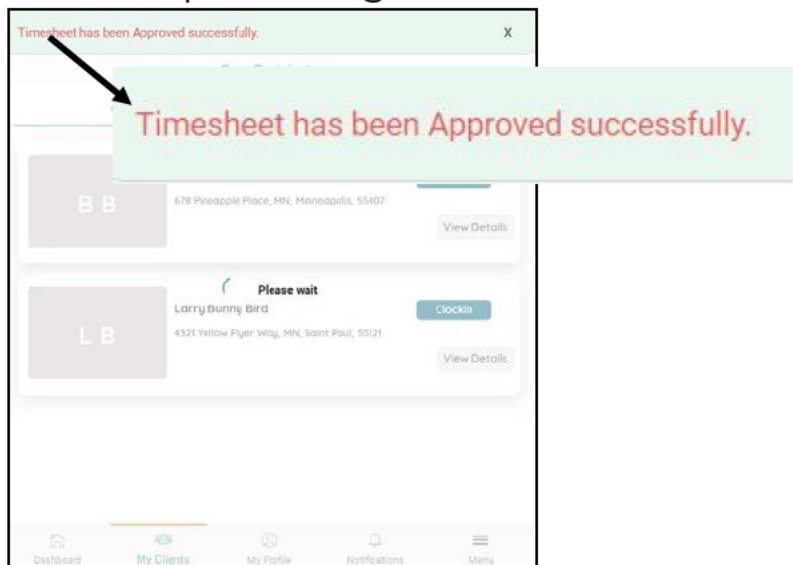 Timesheet has been Approved successfully. X
Timesheet has been Approved successfully.
B B
678 Pineapple Place, MN, Minneapolis, 55407
View Details
Please wait
Larry Bunny Bird
Clockin
L B
4321 Yellow Flyer Way, MN, Saint Paul, 55121
View Details
Dashboard My Clients My Profile Notifications Menu